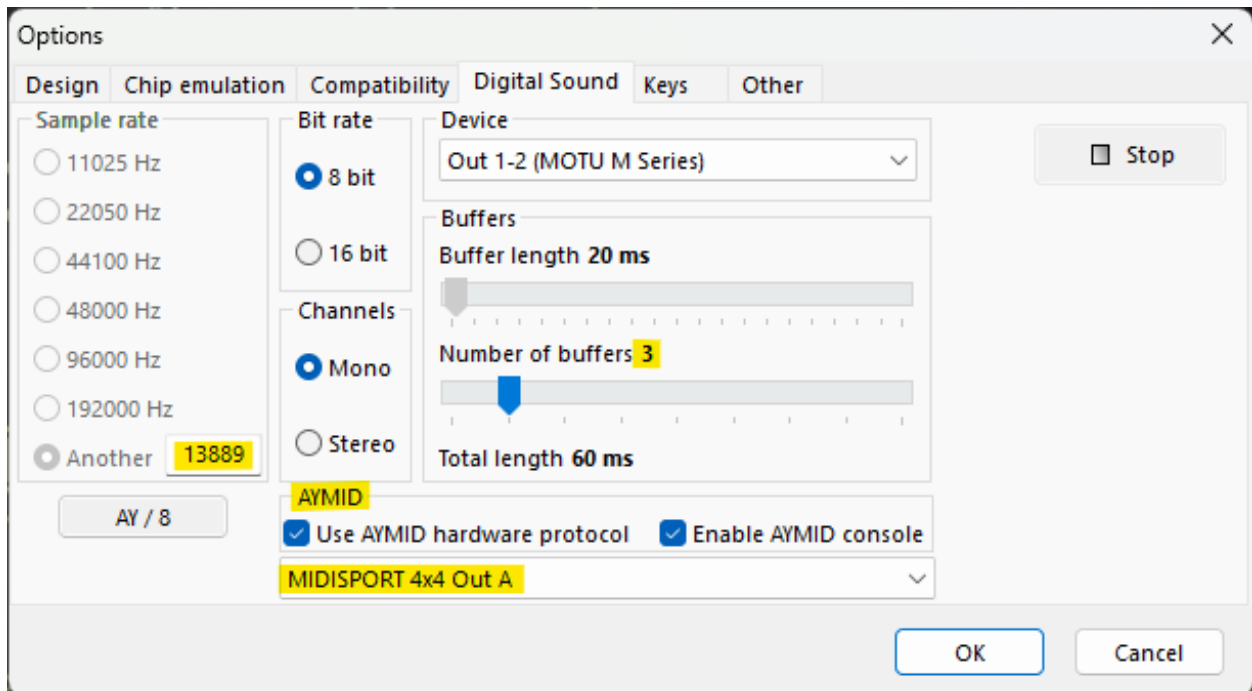 Options
Design Chip emulation Compatibility Digital Sound Keys Other
Sample rate
11025 Hz
22050 Hz
44100 Hz
48000 Hz
96000 Hz
192000 Hz
Another 13889
AY / 8
Bit rate
8 bit
16 bit
Channels
Mono
Stereo
Device
Out 1-2 (MOTU M Series)
Buffers
Buffer length 20 ms
Number of buffers 3
Total length 60 ms
AYMID
Use AYMID hardware protocol Enable AYMID console
MIDISPORT 4x4 Out A
Stop
OK Cancel